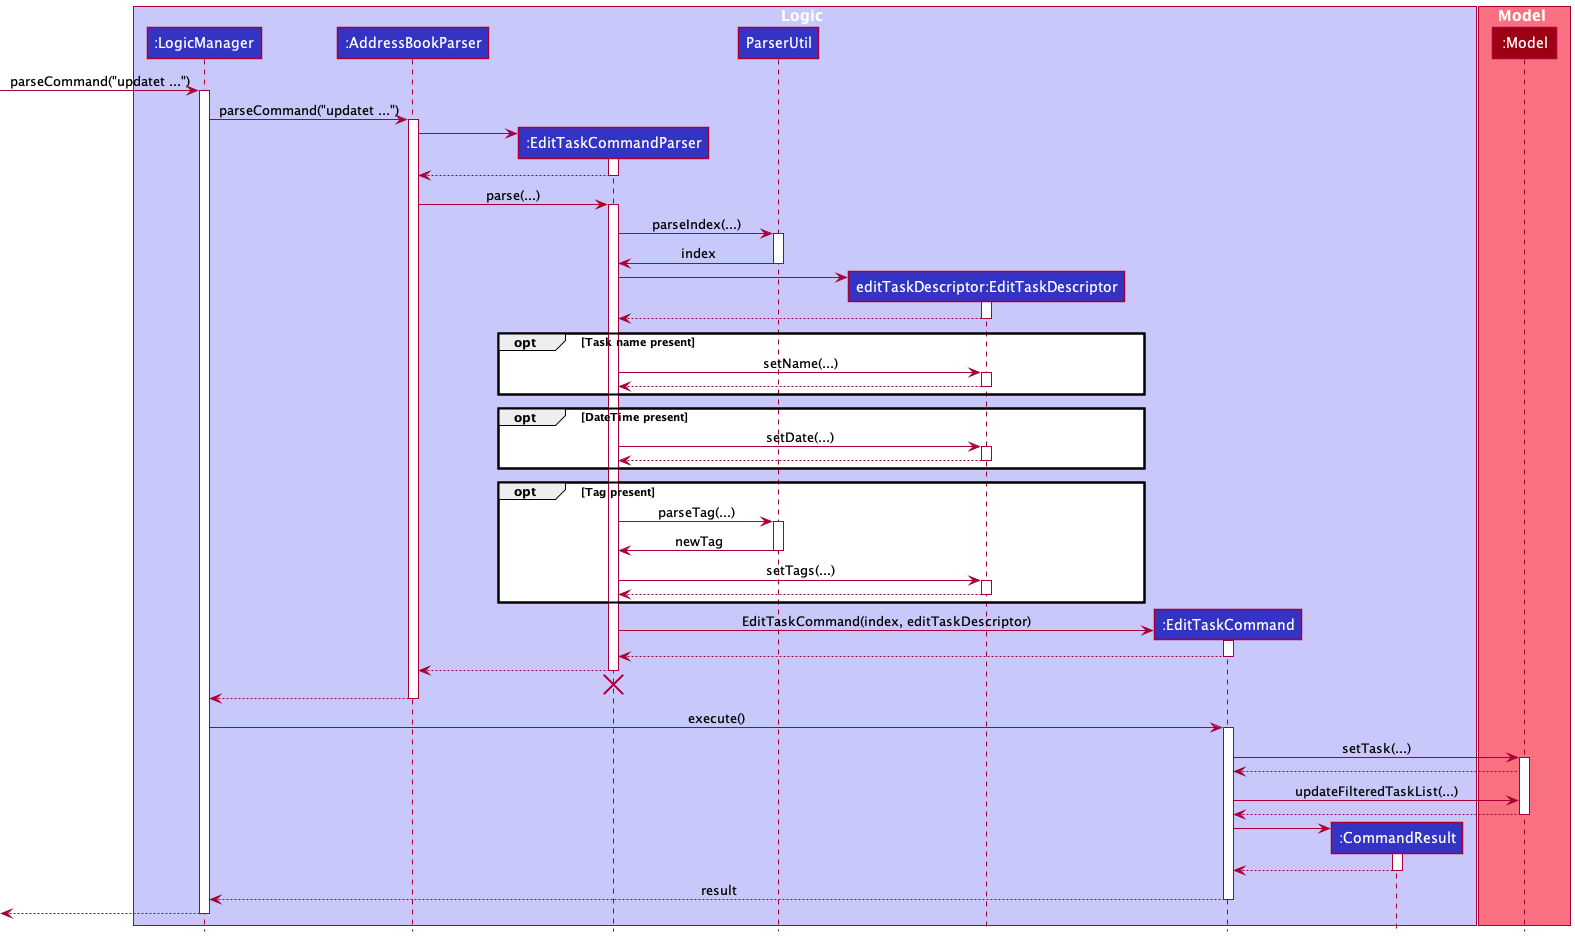 Logic
Model
:LogicManager
:AddressBookParser
ParserUtil
:Model
parseCommand("updatet ...")
parseCommand("updatet ...")
:EditTaskCommandParser
parse(...)
parseIndex(...)
index
editTaskDescriptor:EditTaskDescriptor
opt [Task name present]
setName(...)
opt [DateTime present]
setDate(...)
opt [Tag present]
parseTag(...)
newTag
setTags(...)
EditTaskCommand(index, editTaskDescriptor)
:EditTaskCommand
execute()
setTask(...)
updateFilteredTaskList(...)
:CommandResult
result